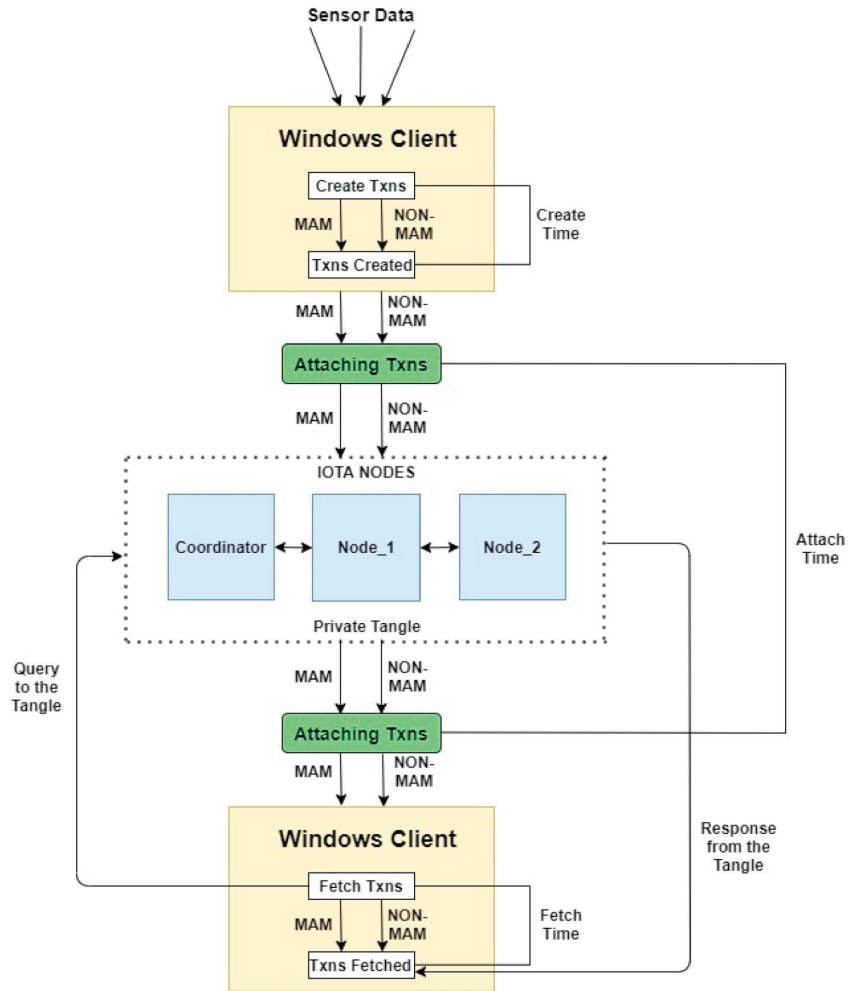 Sensor Data
Windows Client
Create Txns
MAM
NON-
MAM
Create
Time
Txns Created
MAM
NON-
MAM
Attaching Txns
MAM
NON-
MAM
IOTA NODES
Coordinator
Node_1
Node_2
Attach
Time
Private Tangle
Query
to the
Tangle
MAM
NON-
MAM
Attaching Txns
MAM
NON-
MAM
Windows Client
Response
from the
Tangle
Fetch Txns
MAM
NON-
MAM
Fetch
Time
Txns Fetched